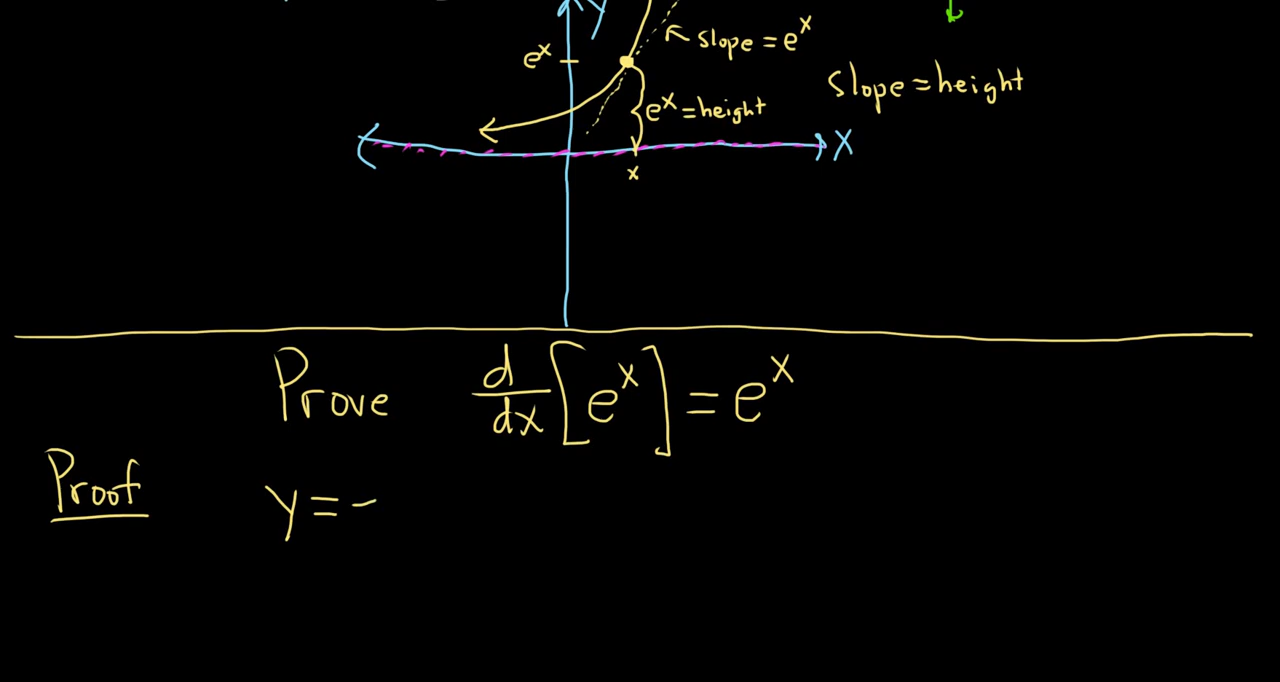 y
e^x
slope = e^x
slope = height
e^x = height
X
x
Prove d/dx [e^x] = e^x
Proof y = -